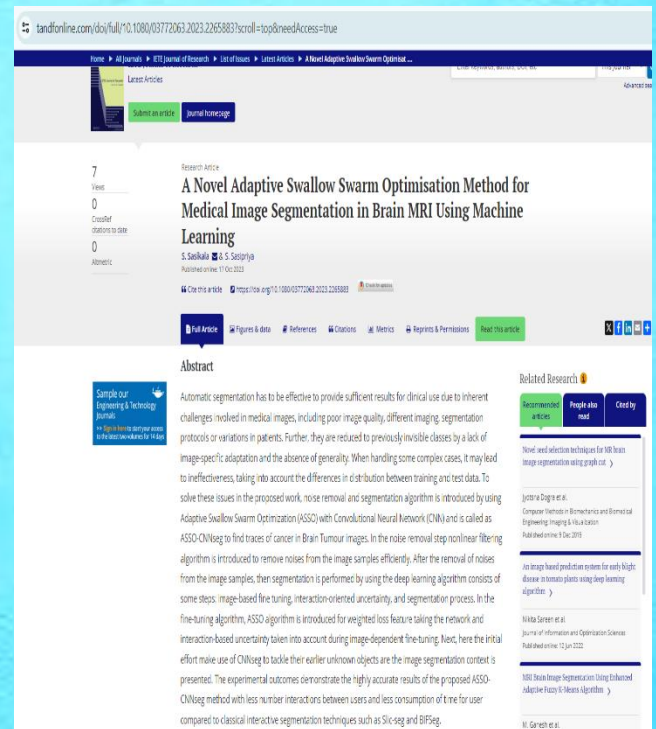 tandfonline.com/doi/full/10.1080/03772063.2023.2265883?scroll=top&needAccess=true
Home ▶ All Journals ▶ IETE Journal of Research ▶ List of Issues ▶ Latest Articles ▶ A Novel Adaptive Swallow Swarm Optimisat ...
Latest Articles
Submit an article
Journal homepage
7
Views
0
CrossRef
citations to date
0
Altmetric
Research Article
A Novel Adaptive Swallow Swarm Optimisation Method for
Medical Image Segmentation in Brain MRI Using Machine
Learning
S. Sasikala & S. Sasipriya
Published online: 17 Oct 2023
Cite this article https://doi.org/10.1080/03772063.2023.2265883 Check for updates
Full Article Figures & data References Citations Metrics Reprints & Permissions Read this article
Abstract
Automatic segmentation has to be effective to provide sufficient results for clinical use due to inherent
challenges involved in medical images, including poor image quality, different imaging, segmentation
protocols or variations in patients. Further, they are reduced to previously invisible classes by a lack of
image-specific adaptation and the absence of generality. When handling some complex cases, it may lead
to ineffectiveness, taking into account the differences in distribution between training and test data. To
solve these issues in the proposed work, noise removal and segmentation algorithm is introduced by using
Adaptive Swallow Swarm Optimization (ASSO) with Convolutional Neural Network (CNN) and is called as
ASSO-CNNseg to find traces of cancer in Brain Tumour images. In the noise removal step nonlinear filtering
algorithm is introduced to remove noises from the image samples efficiently. After the removal of noises
from the image samples, then segmentation is performed by using the deep learning algorithm consists of
some steps: image-based fine tuning, interaction-oriented uncertainty, and segmentation process. In the
fine-tuning algorithm, ASSO algorithm is introduced for weighted loss feature taking the network and
interaction-based uncertainty taken into account during image-dependent fine-tuning. Next, here the initial
effort make use of CNNseg to tackle their earlier unknown objects are the image segmentation context is
presented. The experimental outcomes demonstrate the highly accurate results of the proposed ASSO-
CNNseg method with less number interactions between users and less consumption of time for user
compared to classical interactive segmentation techniques such as Slic-seg and BIFSeg.
Sample our
Engineering & Technology
Journals
>> Sign in here to start your access
to the latest two volumes for 14 days
Related Research
Recommended
articles
People also
read
Cited by
Novel seed selection techniques for MR brain
image segmentation using graph cut
Jyotsna Dogra et al.
Computer Methods in Biomechanics and Biomedical
Engineering: Imaging & Visualization
Published online: 9 Dec 2019
An image based prediction system for early blight
disease in tomato plants using deep learning
algorithm
Nikita Sareen et al.
Journal of Information and Optimization Sciences
Published online: 12 Jun 2022
MRI Brain Image Segmentation Using Enhanced
Adaptive Fuzzy K-Means Algorithm
M. Ganesh et al.